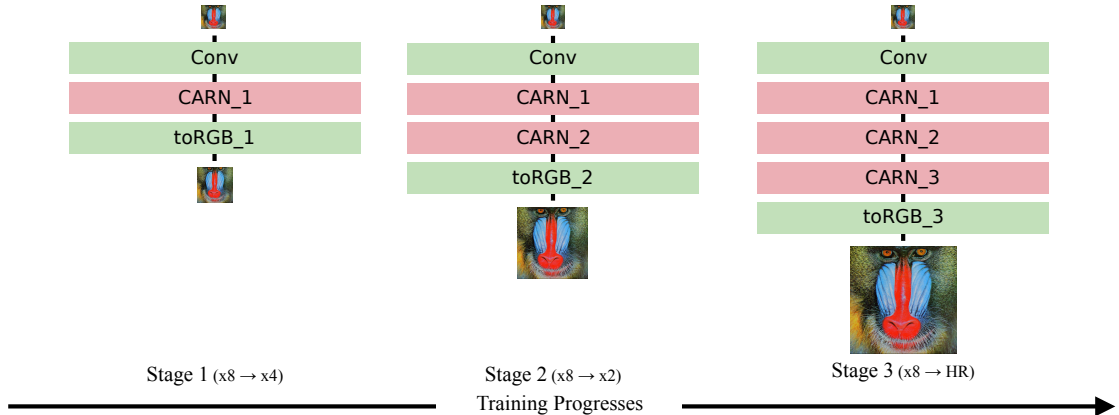 Conv
CARN_1
toRGB_1
Stage 1 (x8 → x4)
Conv
CARN_1
CARN_2
toRGB_2
Stage 2 (x8 → x2)
Conv
CARN_1
CARN_2
CARN_3
toRGB_3
Stage 3 (x8 → HR)
Training Progresses